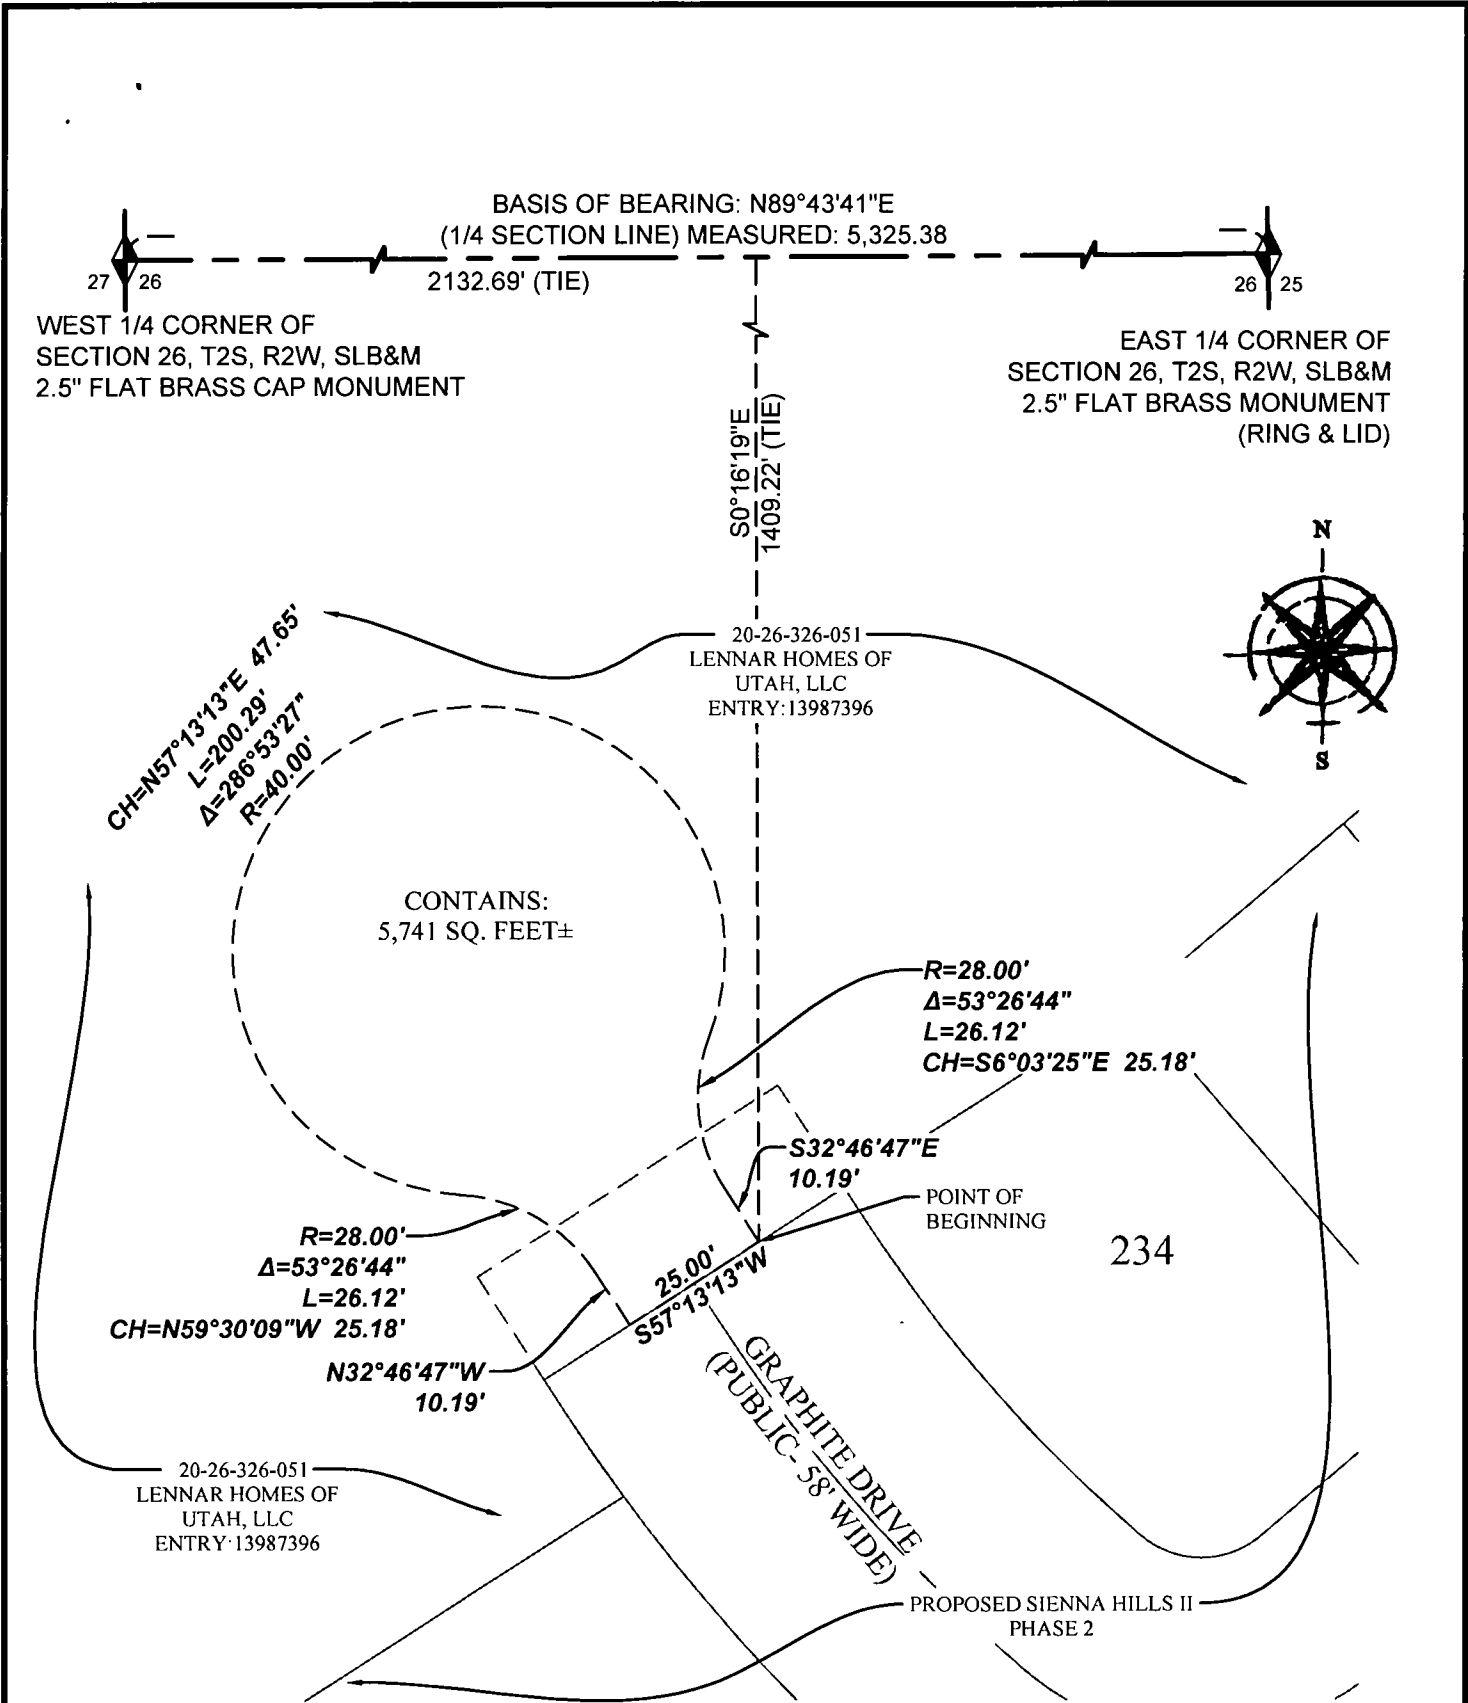 BASIS OF BEARING: N89°43'41"E
(1/4 SECTION LINE) MEASURED: 5,325.38
2132.69' (TIE)
27 26
26 25
WEST 1/4 CORNER OF
SECTION 26, T2S, R2W, SLB&M
2.5" FLAT BRASS CAP MONUMENT
EAST 1/4 CORNER OF
SECTION 26, T2S, R2W, SLB&M
2.5" FLAT BRASS MONUMENT
(RING & LID)
S0°16'19"E
1409.22' (TIE)
N
S
20-26-326-051
LENNAR HOMES OF
UTAH, LLC
ENTRY:13987396
CH=N57°13'13"E 47.65'
L=200.29'
Δ=286°53'27"
R=40.00'
CONTAINS:
5,741 SQ. FEET±
R=28.00'
Δ=53°26'44"
L=26.12'
CH=S6°03'25"E 25.18'
S32°46'47"E
10.19'
POINT OF
BEGINNING
234
R=28.00'
Δ=53°26'44"
L=26.12'
CH=N59°30'09"W 25.18'
25.00'
S57°13'13"W
N32°46'47"W
10.19'
GRAPHITE DRIVE
(PUBLIC- 58' WIDE)
20-26-326-051
LENNAR HOMES OF
UTAH, LLC
ENTRY:13987396
PROPOSED SIENNA HILLS II
PHASE 2